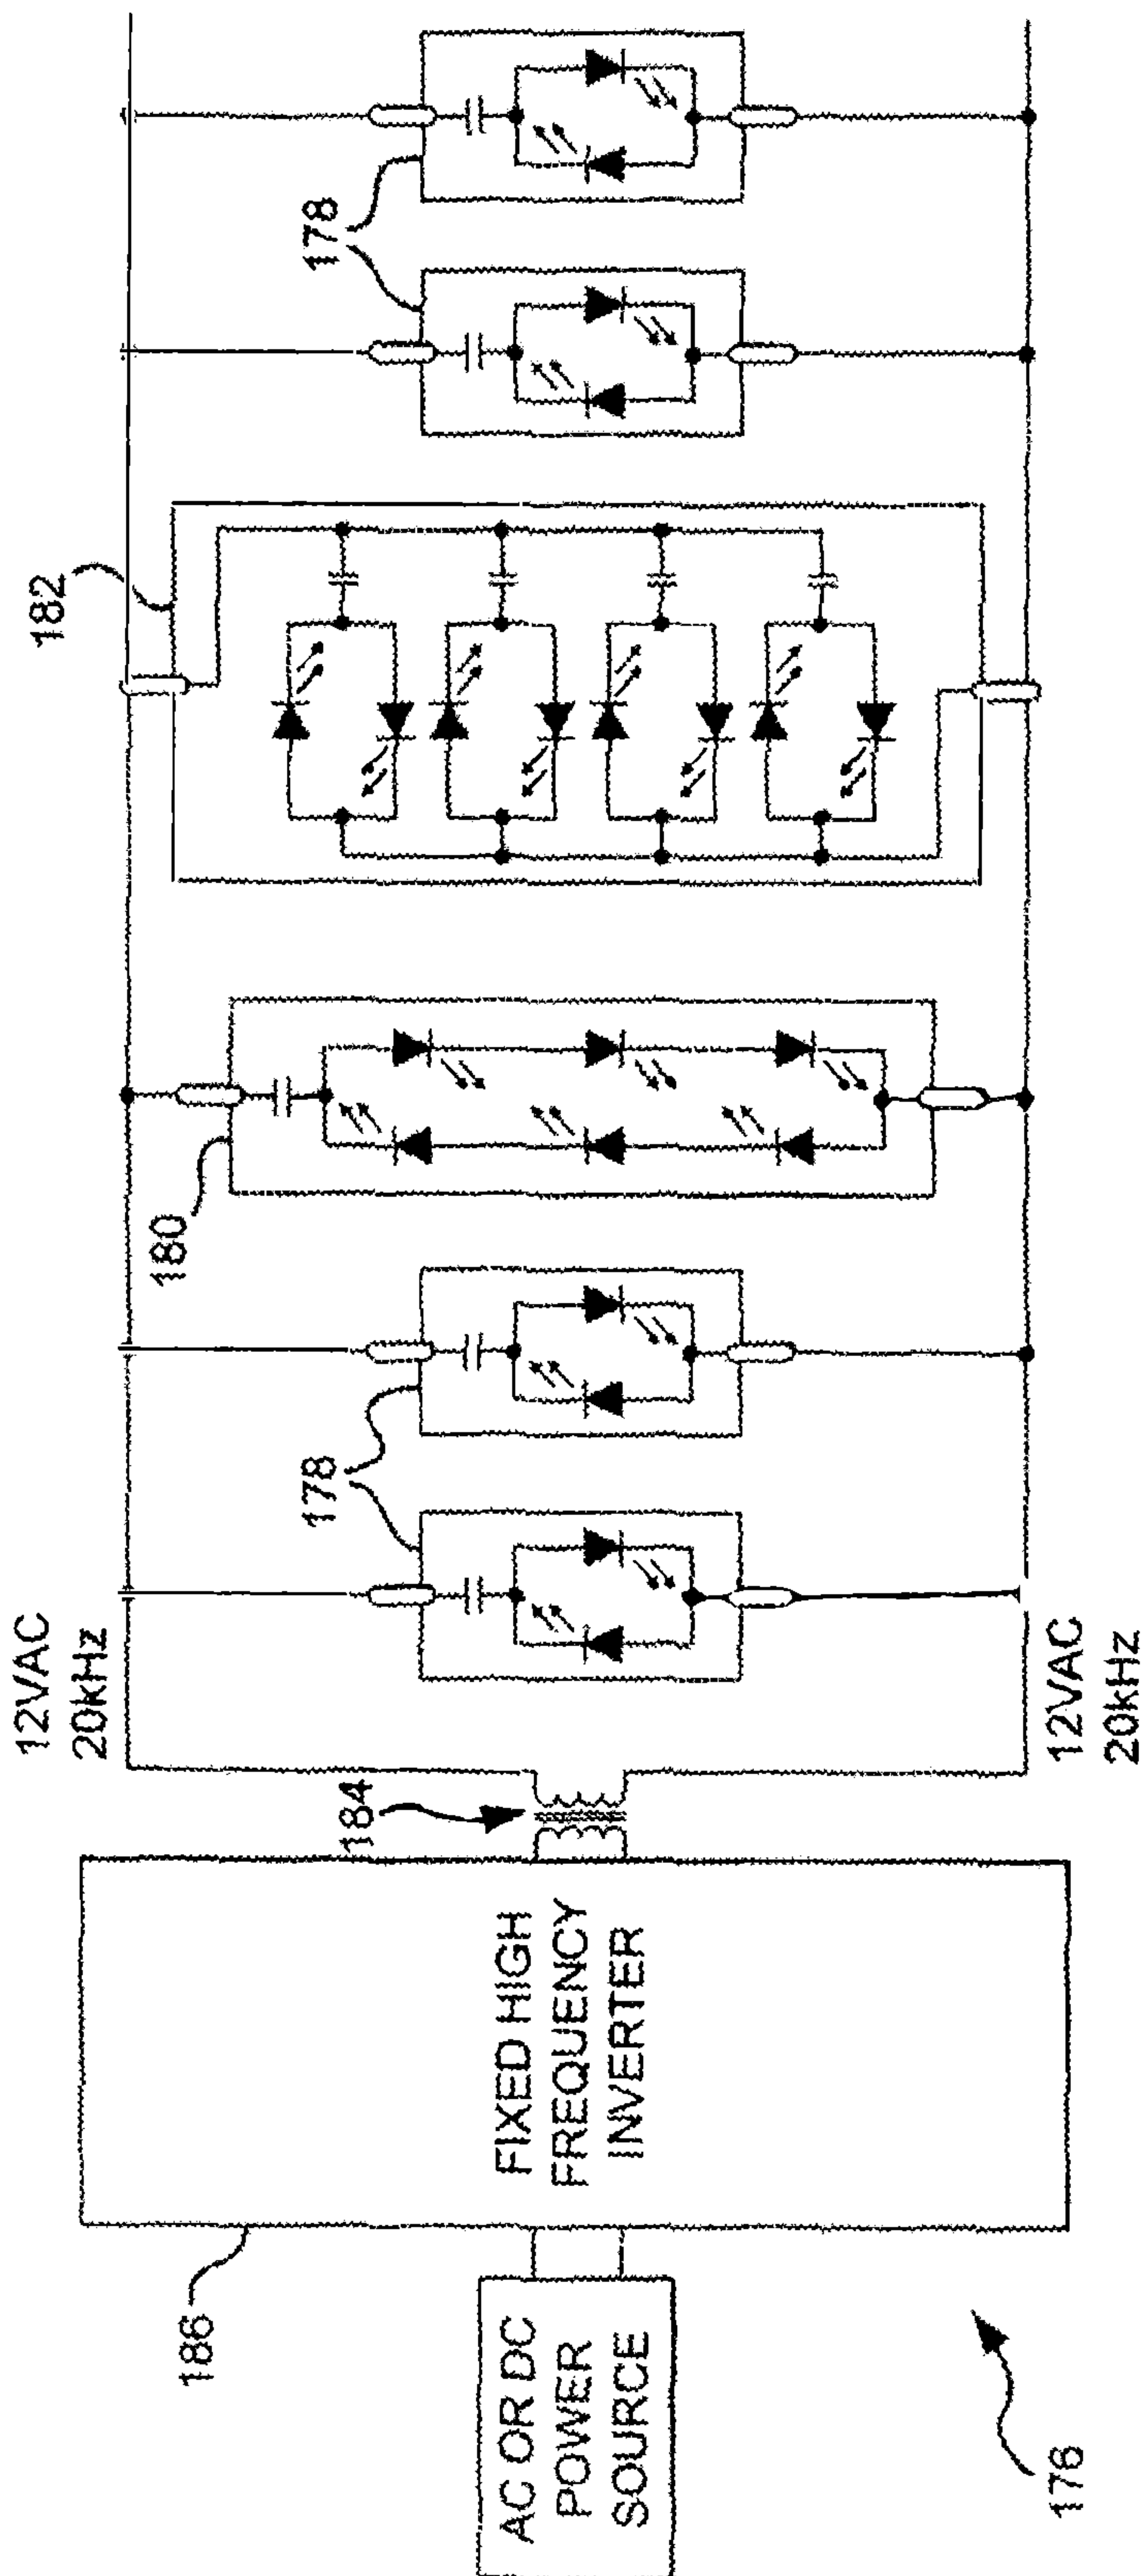 12VAC
20kHz
184
178
180
182
178
186
FIXED HIGH
FREQUENCY
INVERTER
AC OR DC
POWER
SOURCE
176
12VAC
20kHz